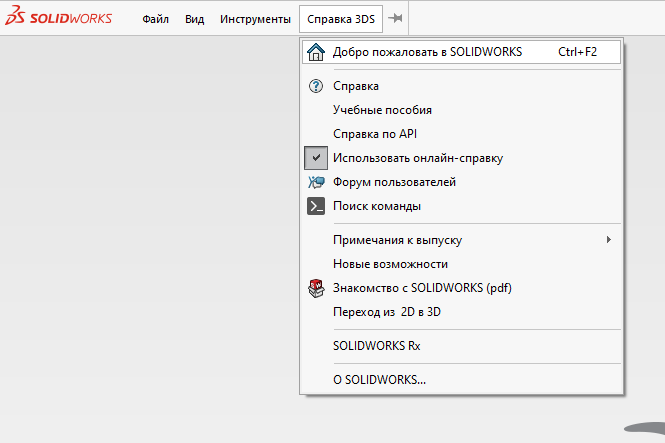 SOLIDWORKS Файл Вид Инструменты Справка 3DS
Добро пожаловать в SOLIDWORKS Ctrl+F2
Справка
Учебные пособия
Справка по API
Использовать онлайн-справку
Форум пользователей
Поиск команды
Примечания к выпуску
Новые возможности
Знакомство с SOLIDWORKS (pdf)
Переход из 2D в 3D
SOLIDWORKS Rx
О SOLIDWORKS...